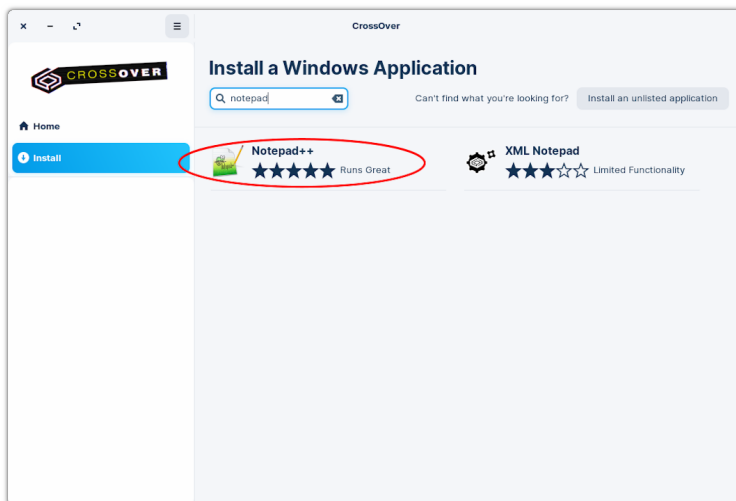 CrossOver
CROSSOVER
Home
Install
Install a Windows Application
notepad
Can't find what you're looking for?
Install an unlisted application
Notepad++
Runs Great
XML Notepad
Limited Functionality